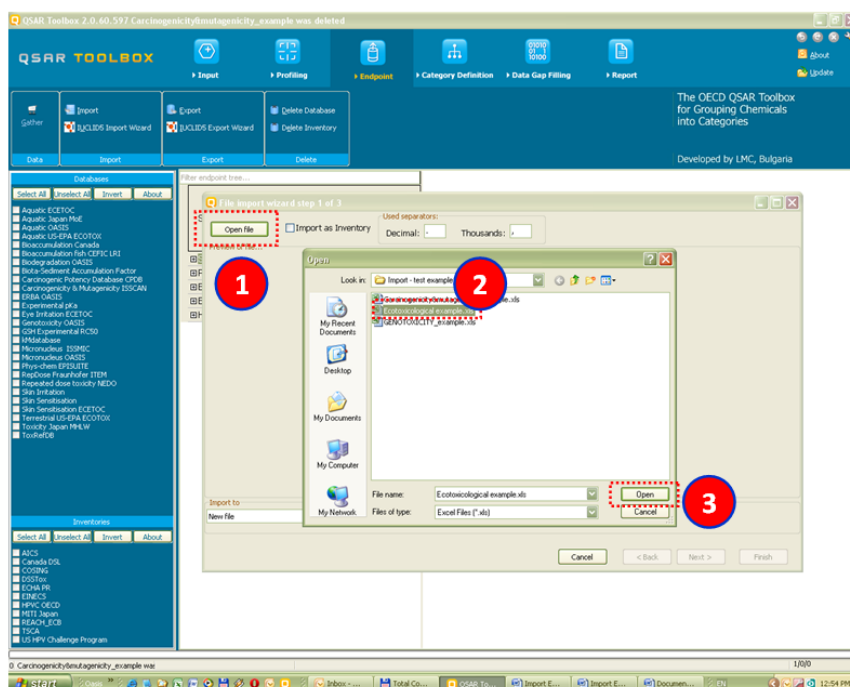 QSAR Toolbox 2.0.60.597 Carcinogenicity&mutagenicity_example was deleted
QSAR TOOLBOX
Input
Profiling
Endpoint
Category Definition
Data Gap Filling
Report
About
Update
Gather
Import
IUCLID5 Import Wizard
Export
IUCLID5 Export Wizard
Delete Database
Delete Inventory
Data
Import
Export
Delete
The OECD QSAR Toolbox
for Grouping Chemicals
into Categories
Developed by LMC, Bulgaria
Databases
Select All Unselect All Invert About
Aquatic ECETOC
Aquatic Japan MoE
Aquatic OASIS
Aquatic US-EPA ECOTOX
Bioaccumulation Canada
Bioaccumulation fish CEFIC LRI
Biodegradation OASIS
Biota-Sediment Accumulation Factor
Carcinogenic Potency Database CPDB
Carcinogenicity & Mutagenicity ISSCAN
ERBA OASIS
Experimental pKa
Eye Irritation ECETOC
Genotoxicity OASIS
GSH Experimental RC50
kMdatabase
Micronucleus ISSMIC
Micronucleus OASIS
Phys-chem EPISUITE
RepDose Fraunhofer ITEM
Repeated dose toxicity NEDO
Skin Irritation
Skin Sensitisation
Skin Sensitisation ECETOC
Terrestrial US-EPA ECOTOX
Toxicity Japan MHLW
ToxRefDB
Inventories
Select All Unselect All Invert About
AICS
Canada DSL
COSING
DSSTox
ECHA PR
EINECS
HPVC OECD
MITI Japan
REACH_ECB
TSCA
US HPV Challenge Program
Filter endpoint tree...
File import wizard step 1 of 3
Open file
Import as Inventory
Used separators:
Decimal: .
Thousands: ,
1
Open
Look in: Import - test example
2
.xls
Ecotoxicological example.xls
GENOTOXICITY_example.xls
My Recent
Documents
Desktop
My Documents
My Computer
My Network
File name: Ecotoxicological example.xls
Open
Files of type: Excel Files (*.xls)
Cancel
3
Import to
New file
Cancel
< Back
Next >
Finish
0 Carcinogenicity&mutagenicity_example was
1/0/0
start
Oasis
Inbox - ...
Total Co...
QSAR To...
Import E...
Import E...
Documen...
EN
12:54 PM